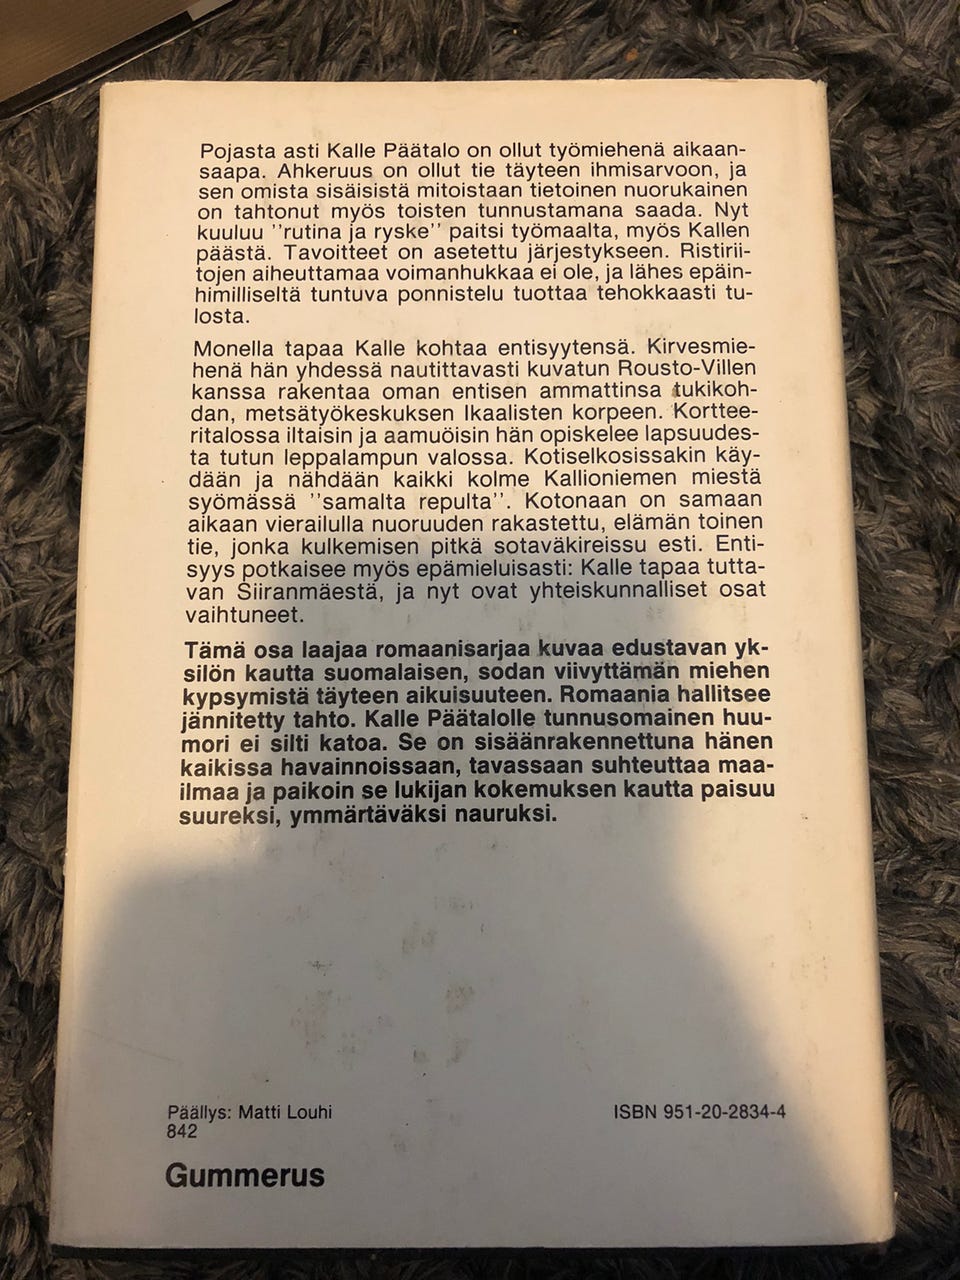 Pojasta asti Kalle Päätalo on ollut työmiehenä aikaan-
saapa. Ahkeruus on ollut tie täyteen ihmisarvoon, ja
sen omista sisäisistä mitoistaan tietoinen nuorukainen
on tahtonut myös toisten tunnustamana saada. Nyt
kuuluu ''rutina ja ryske'' paitsi työmaalta, myös Kallen
päästä. Tavoitteet on asetettu järjestykseen. Ristirii-
tojen aiheuttamaa voimanhukkaa ei ole, ja lähes epäin-
himilliseltä tuntuva ponnistelu tuottaa tehokkaasti tu-
losta.
Monella tapaa Kalle kohtaa entisyytensä. Kirvesmie-
henä hän yhdessä nautittavasti kuvatun Rousto-Villen
kanssa rakentaa oman entisen ammattinsa tukikoh-
dan, metsätyökeskuksen Ikaalisten korpeen. Kortte-
ritalossa iltaisin ja aamuöisin hän opiskelee lapsuudes-
ta tutun leppalampun valossa. Kotiselkosissakin käy-
dään ja nähdään kaikki kolme Kallioniemen miestä
syömässä ''samalta repulta''. Kotonaan on samaan
aikaan vierailulla nuoruuden rakastettu, elämän toinen
tie, jonka kulkemisen pitkä sotaväkireissu esti. Enti-
syys potkaisee myös epämieluisasti: Kalle tapaa tutta-
van Siiranmäestä, ja nyt ovat yhteiskunnalliset osat
vaihtuneet.
Tämä osa laajaa romaanisarjaa kuvaa edustavan yk-
silön kautta suomalaisen, sodan viivyttämän miehen
kypsymistä täyteen aikuisuuteen. Romaania hallitsee
jännitetty tahto. Kalle Päätalolle tunnusomainen huu-
mori ei silti katoa. Se on sisäänrakennettuna hänen
kaikissa havainnoissaan, tavassaan suhteuttaa maa-
ilmaa ja paikoin se lukijan kokemuksen kautta paisuu
suureksi, ymmärtäväksi nauruksi.
Päällys: Matti Louhi
842
ISBN 951-20-2834-4
Gummerus